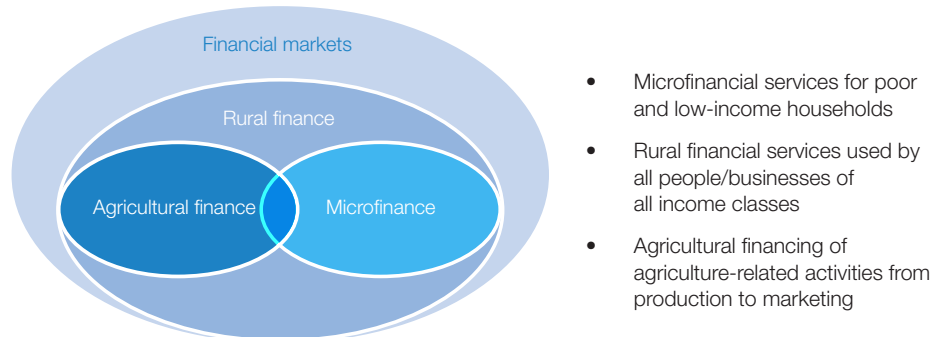 Financial markets
Rural finance
Agricultural finance
Microfinance
• Microfinancial services for poor
and low-income households
• Rural financial services used by
all people/businesses of
all income classes
• Agricultural financing of
agriculture-related activities from
production to marketing